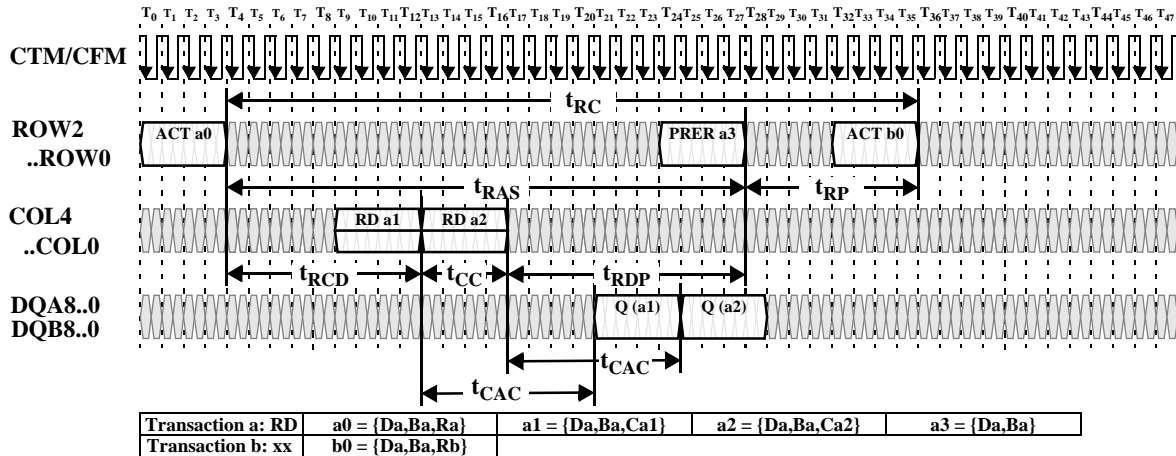 T0 T1 T2 T3 T4 T5 T6 T7 T8 T9 T10 T11 T12 T13 T14 T15 T16 T17 T18 T19 T20 T21 T22 T23 T24 T25 T26 T27 T28 T29 T30 T31 T32 T33 T34 T35 T36 T37 T38 T39 T40 T41 T42 T43 T44 T45 T46 T47
CTM/CFM
tRC
ROW2
..ROW0
ACT a0
PRER a3
ACT b0
tRAS
tRP
COL4
..COL0
RD a1
RD a2
tRCD
tCC
tRDP
DQA8..0
DQB8..0
Q (a1)
Q (a2)
tCAC
tCAC
Transaction a: RD a0 = {Da,Ba,Ra} a1 = {Da,Ba,Ca1} a2 = {Da,Ba,Ca2} a3 = {Da,Ba}
Transaction b: xx b0 = {Da,Ba,Rb}